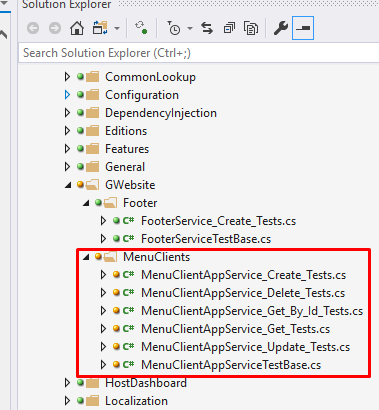 Solution Explorer
Search Solution Explorer (Ctrl+;)
CommonLookup
Configuration
DependencyInjection
Editions
Features
General
GWebsite
Footer
C# FooterService_Create_Tests.cs
C# FooterServiceTestBase.cs
MenuClients
C# MenuClientAppService_Create_Tests.cs
C# MenuClientAppService_Delete_Tests.cs
C# MenuClientAppService_Get_By_Id_Tests.cs
C# MenuClientAppService_Get_Tests.cs
C# MenuClientAppService_Update_Tests.cs
C# MenuClientAppServiceTestBase.cs
HostDashboard
Localization